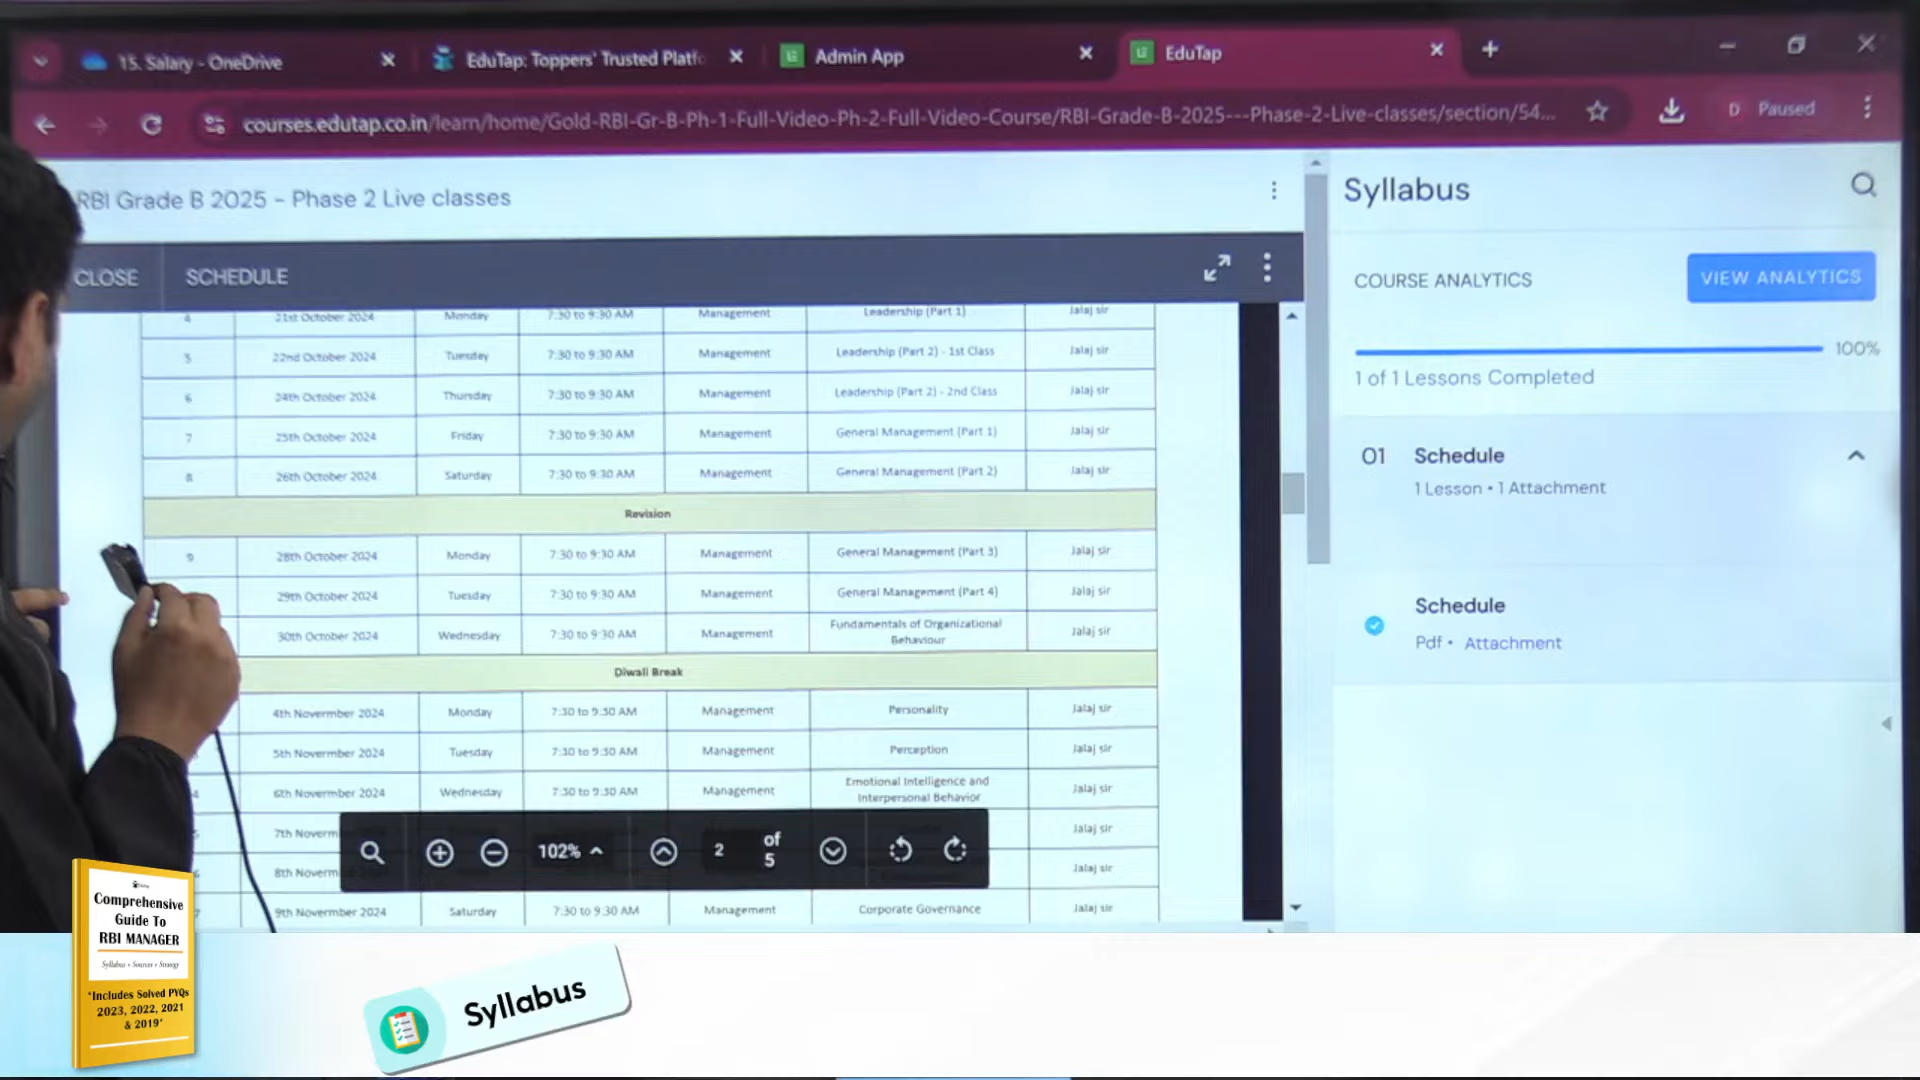 15. Salary - OneDrive
EduTap: Toppers' Trusted Platfo
Admin App
EduTap
courses.edutap.co.in/learn/home/Gold-RBI-Gr-B-Ph-1-Full-Video-Ph-2-Full-Video-Course/RBI-Grade-B-2025---Phase-2-Live-classes/section/54...
D Paused
RBI Grade B 2025 - Phase 2 Live classes
CLOSE SCHEDULE
4 21st October 2024 Monday 7:30 to 9:30 AM Management Leadership (Part 1) Jalaj sir
5 22nd October 2024 Tuesday 7:30 to 9:30 AM Management Leadership (Part 2) - 1st Class Jalaj sir
6 24th October 2024 Thursday 7:30 to 9:30 AM Management Leadership (Part 2) - 2nd Class Jalaj sir
7 25th October 2024 Friday 7:30 to 9:30 AM Management General Management (Part 1) Jalaj sir
8 26th October 2024 Saturday 7:30 to 9:30 AM Management General Management (Part 2) Jalaj sir
Revision
9 28th October 2024 Monday 7:30 to 9:30 AM Management General Management (Part 3) Jalaj sir
29th October 2024 Tuesday 7:30 to 9:30 AM Management General Management (Part 4) Jalaj sir
30th October 2024 Wednesday 7:30 to 9:30 AM Management Fundamentals of Organizational
Behaviour Jalaj sir
Diwali Break
4th Novermber 2024 Monday 7:30 to 9:30 AM Management Personality Jalaj sir
5th Novermber 2024 Tuesday 7:30 to 9:30 AM Management Perception Jalaj sir
4 6th Novermber 2024 Wednesday 7:30 to 9:30 AM Management Emotional Intelligence and
Interpersonal Behavior Jalaj sir
7th Noverm Jalaj sir
8th Noverm Jalaj sir
9th Novermber 2024 Saturday 7:30 to 9:30 AM Management Corporate Governance Jalaj sir
102% 2 of
5
Syllabus
COURSE ANALYTICS VIEW ANALYTICS
100%
1 of 1 Lessons Completed
01 Schedule
1 Lesson • 1 Attachment
Schedule
Pdf • Attachment
Comprehensive
Guide To
RBI MANAGER
Syllabus • Sources • Strategy
*Includes Solved PYQs
2023, 2022, 2021
& 2019*
Syllabus